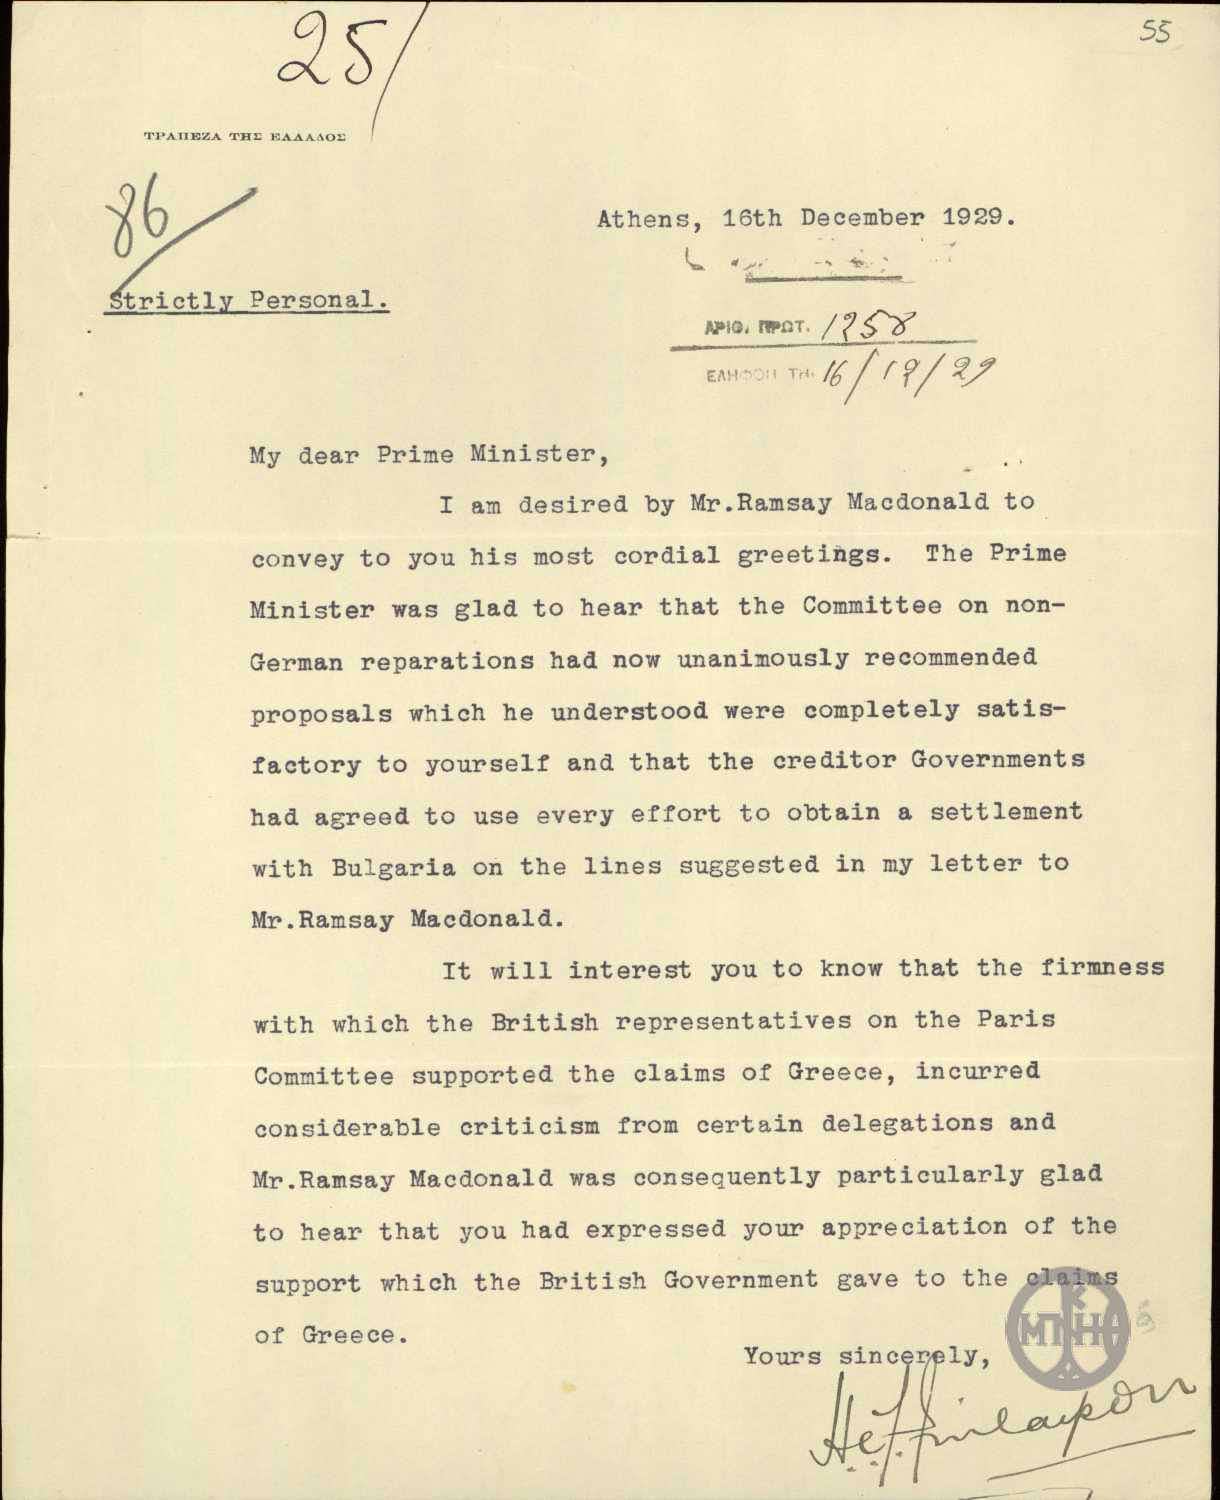 25/
55
ΤΡΑΠΕΖΑ ΤΗΣ ΕΛΛΑΔΟΣ
86
Athens, 16th December 1929.
Strictly Personal.
ΑΡΙΘ. ΠΡΩΤ. 1258
ΕΛΗΦΘΗ ΤΗι 16/12/29
My dear Prime Minister,
I am desired by Mr.Ramsay Macdonald to
convey to you his most cordial greetings. The Prime
Minister was glad to hear that the Committee on non-
German reparations had now unanimously recommended
proposals which he understood were completely satis-
factory to yourself and that the creditor Governments
had agreed to use every effort to obtain a settlement
with Bulgaria on the lines suggested in my letter to
Mr.Ramsay Macdonald.
It will interest you to know that the firmness
with which the British representatives on the Paris
Committee supported the claims of Greece, incurred
considerable criticism from certain delegations and
Mr.Ramsay Macdonald was consequently particularly glad
to hear that you had expressed your appreciation of the
support which the British Government gave to the claims
of Greece.
Yours sincerely,
H.C.F. Finlayson